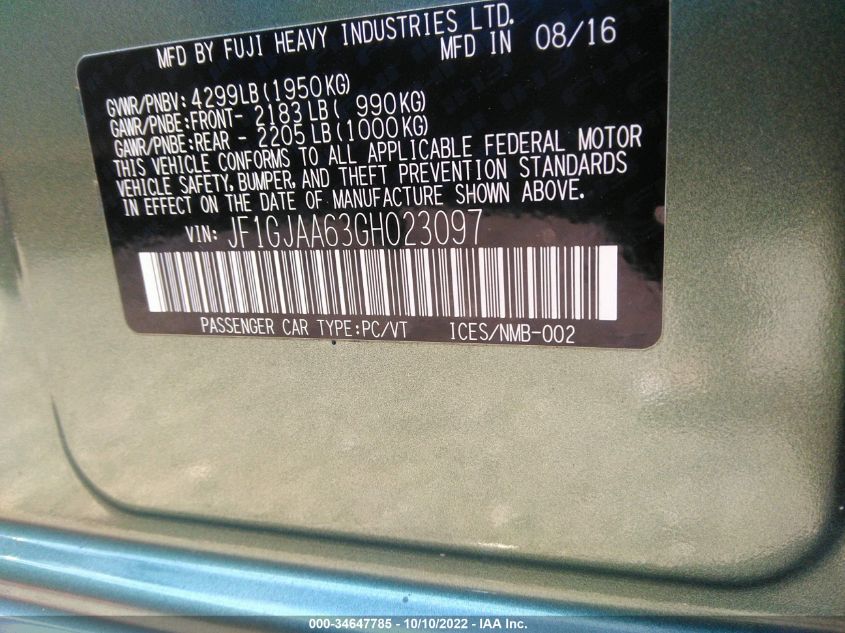 MFD BY FUJI HEAVY INDUSTRIES LTD.
MFD IN 08/16
GVWR/PNBV: 4299LB (1950KG)
GAWR/PNBE:FRONT- 2183 LB ( 990KG)
GAWR/PNBE:REAR - 2205 LB (1000KG)
THIS VEHICLE CONFORMS TO ALL APPLICABLE FEDERAL MOTOR
VEHICLE SAFETY, BUMPER, AND THEFT PREVENTION STANDARDS
IN EFFECT ON THE DATE OF MANUFACTURE SHOWN ABOVE.
VIN: JF1GJAA63GH023097
PASSENGER CAR TYPE:PC/VT ICES/NMB-002
000-34647785 - 10/10/2022 - IAA Inc.